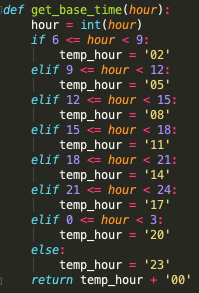 def get_base_time(hour):
    hour = int(hour)
    if 6 <= hour < 9:
        temp_hour = '02'
    elif 9 <= hour < 12:
        temp_hour = '05'
    elif 12 <= hour < 15:
        temp_hour = '08'
    elif 15 <= hour < 18:
        temp_hour = '11'
    elif 18 <= hour < 21:
        temp_hour = '14'
    elif 21 <= hour < 24:
        temp_hour = '17'
    elif 0 <= hour < 3:
        temp_hour = '20'
    else:
        temp_hour = '23'
    return temp_hour + '00'